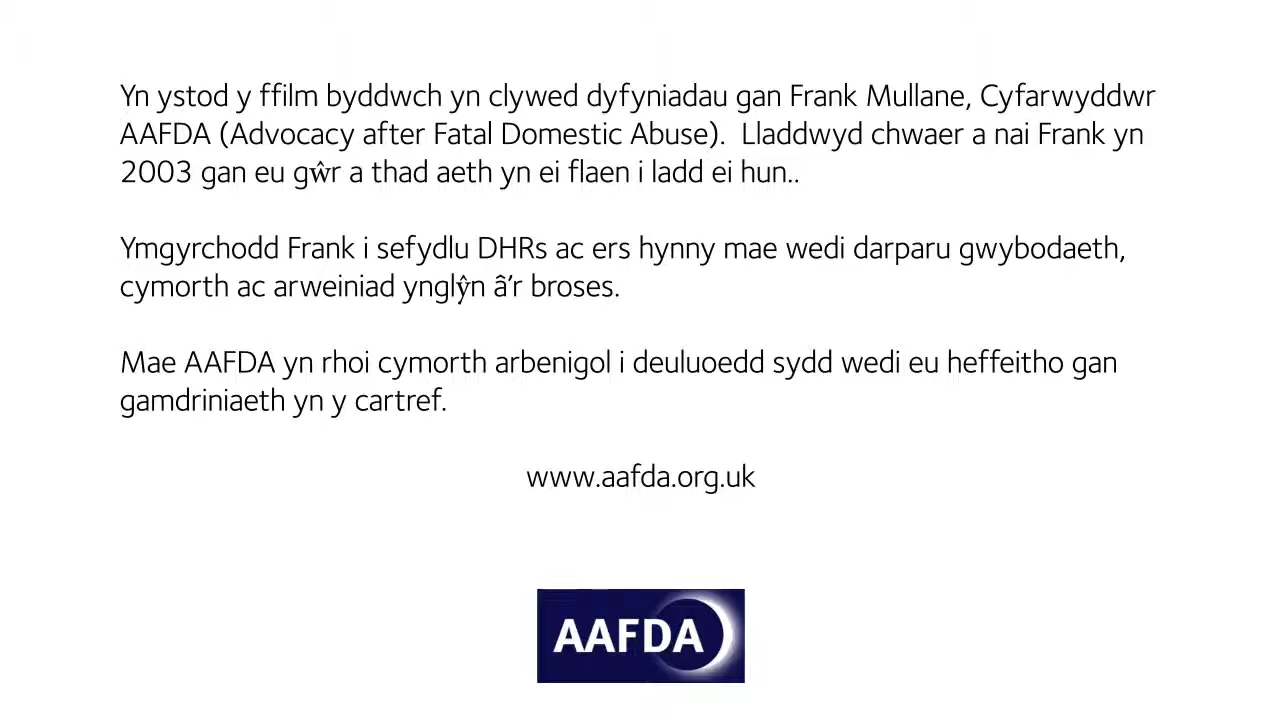 Yn ystod y ffilm byddwch yn clywed dyfyniadau gan Frank Mullane, Cyfarwyddwr
AAFDA (Advocacy after Fatal Domestic Abuse).  Lladdwyd chwaer a nai Frank yn
2003 gan eu gŵr a thad aeth yn ei flaen i ladd ei hun..
Ymgyrchodd Frank i sefydlu DHRs ac ers hynny mae wedi darparu gwybodaeth,
cymorth ac arweiniad ynglŷn â’r broses.
Mae AAFDA yn rhoi cymorth arbenigol i deuluoedd sydd wedi eu heffeitho gan
gamdriniaeth yn y cartref.
www.aafda.org.uk
AAFDA